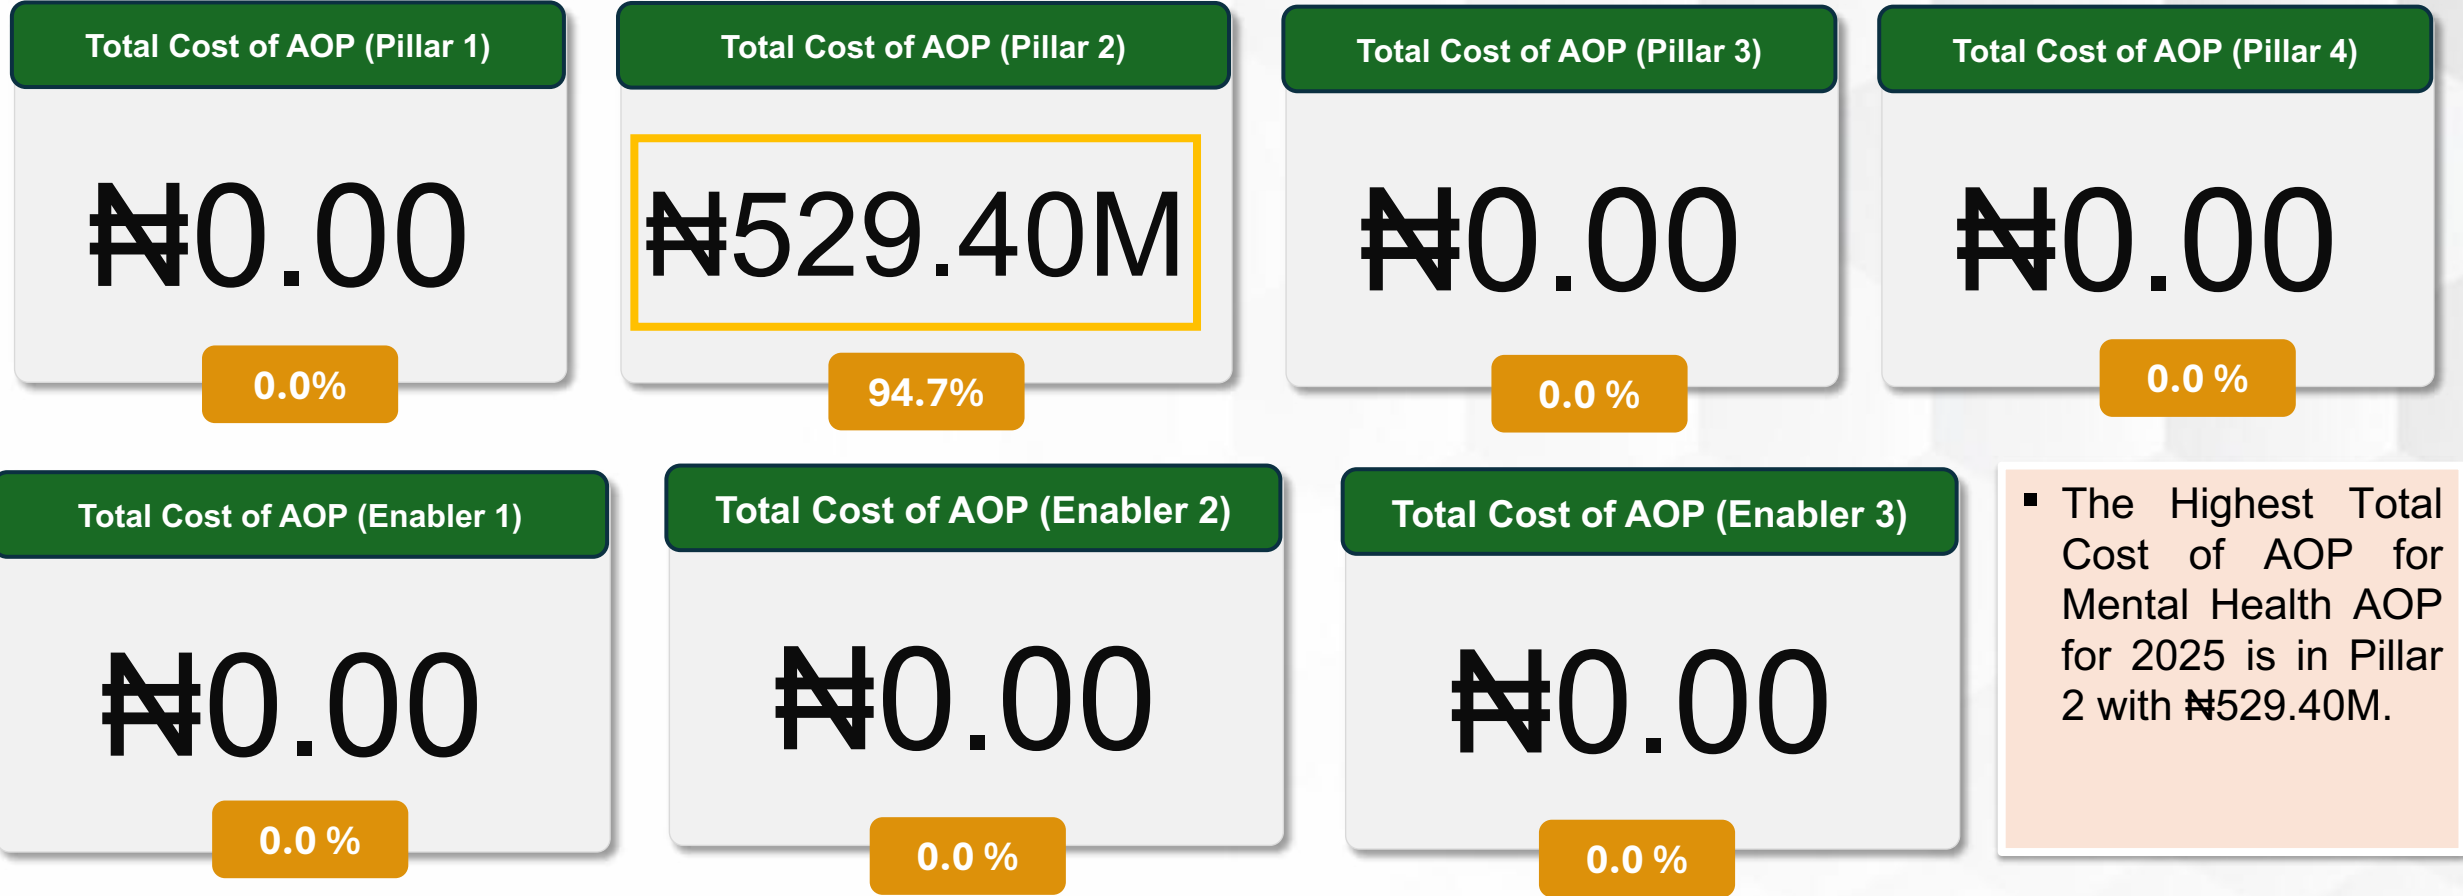 Total Cost of AOP (Pillar 1)
₦0.00
0.0%
Total Cost of AOP (Pillar 2)
₦529.40M
94.7%
Total Cost of AOP (Pillar 3)
₦0.00
0.0 %
Total Cost of AOP (Pillar 4)
₦0.00
0.0 %
Total Cost of AOP (Enabler 1)
₦0.00
0.0 %
Total Cost of AOP (Enabler 2)
₦0.00
0.0 %
Total Cost of AOP (Enabler 3)
₦0.00
0.0 %
▪ The Highest Total
Cost of AOP for
Mental Health AOP
for 2025 is in Pillar
2 with ₦529.40M.